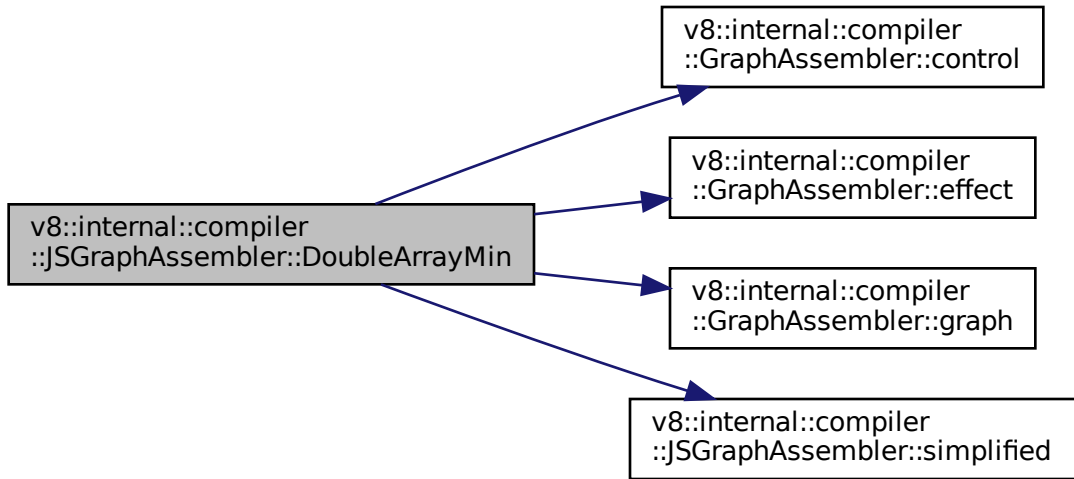 v8::internal::compiler
::GraphAssembler::control
v8::internal::compiler
::GraphAssembler::effect
v8::internal::compiler
::JSGraphAssembler::DoubleArrayMin
v8::internal::compiler
::GraphAssembler::graph
v8::internal::compiler
::JSGraphAssembler::simplified